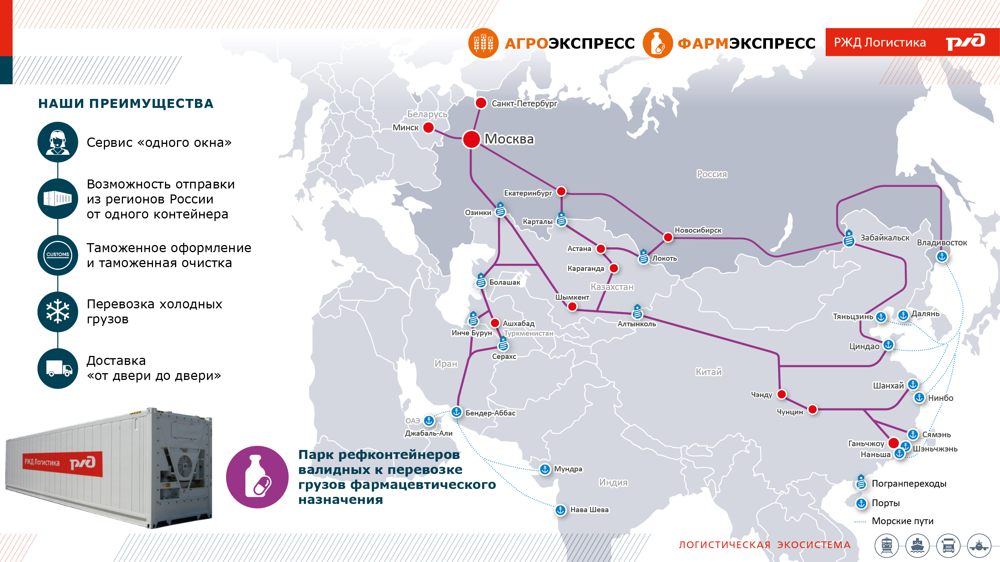 АГРОЭКСПРЕСС
ФАРМЭКСПРЕСС
РЖД Логистика
НАШИ ПРЕИМУЩЕСТВА
Сервис «одного окна»
Возможность отправки
из регионов России
от одного контейнера
CUSTOMS
Таможенное оформление
и таможенная очистка
Перевозка холодных
грузов
Доставка
«от двери до двери»
РЖД Логистика
Парк рефконтейнеров
валидных к перевозке
грузов фармацевтического
назначения
Санкт-Петербург
Беларусь
Минск
Москва
Россия
Екатеринбург
Озинки
Карталы
Новосибирск
Забайкальск
Владивосток
Астана
Локоть
Караганда
Болашак
Казахстан
Шымкент
Алтынколь
Тяньцзинь
Далянь
Ашхабад
Инче Бурун
Туркменистан
Циндао
Серахс
Иран
Китай
Шанхай
Чэнду
Нинбо
Чунцин
Бендер-Аббас
ОАЭ
Джабаль-Али
Сямэнь
Ганьчжоу
Шэньчжэнь
Наньша
Мундра
Индия
Нава Шева
Погранпереходы
Порты
Морские пути
ЛОГИСТИЧЕСКАЯ ЭКОСИСТЕМА